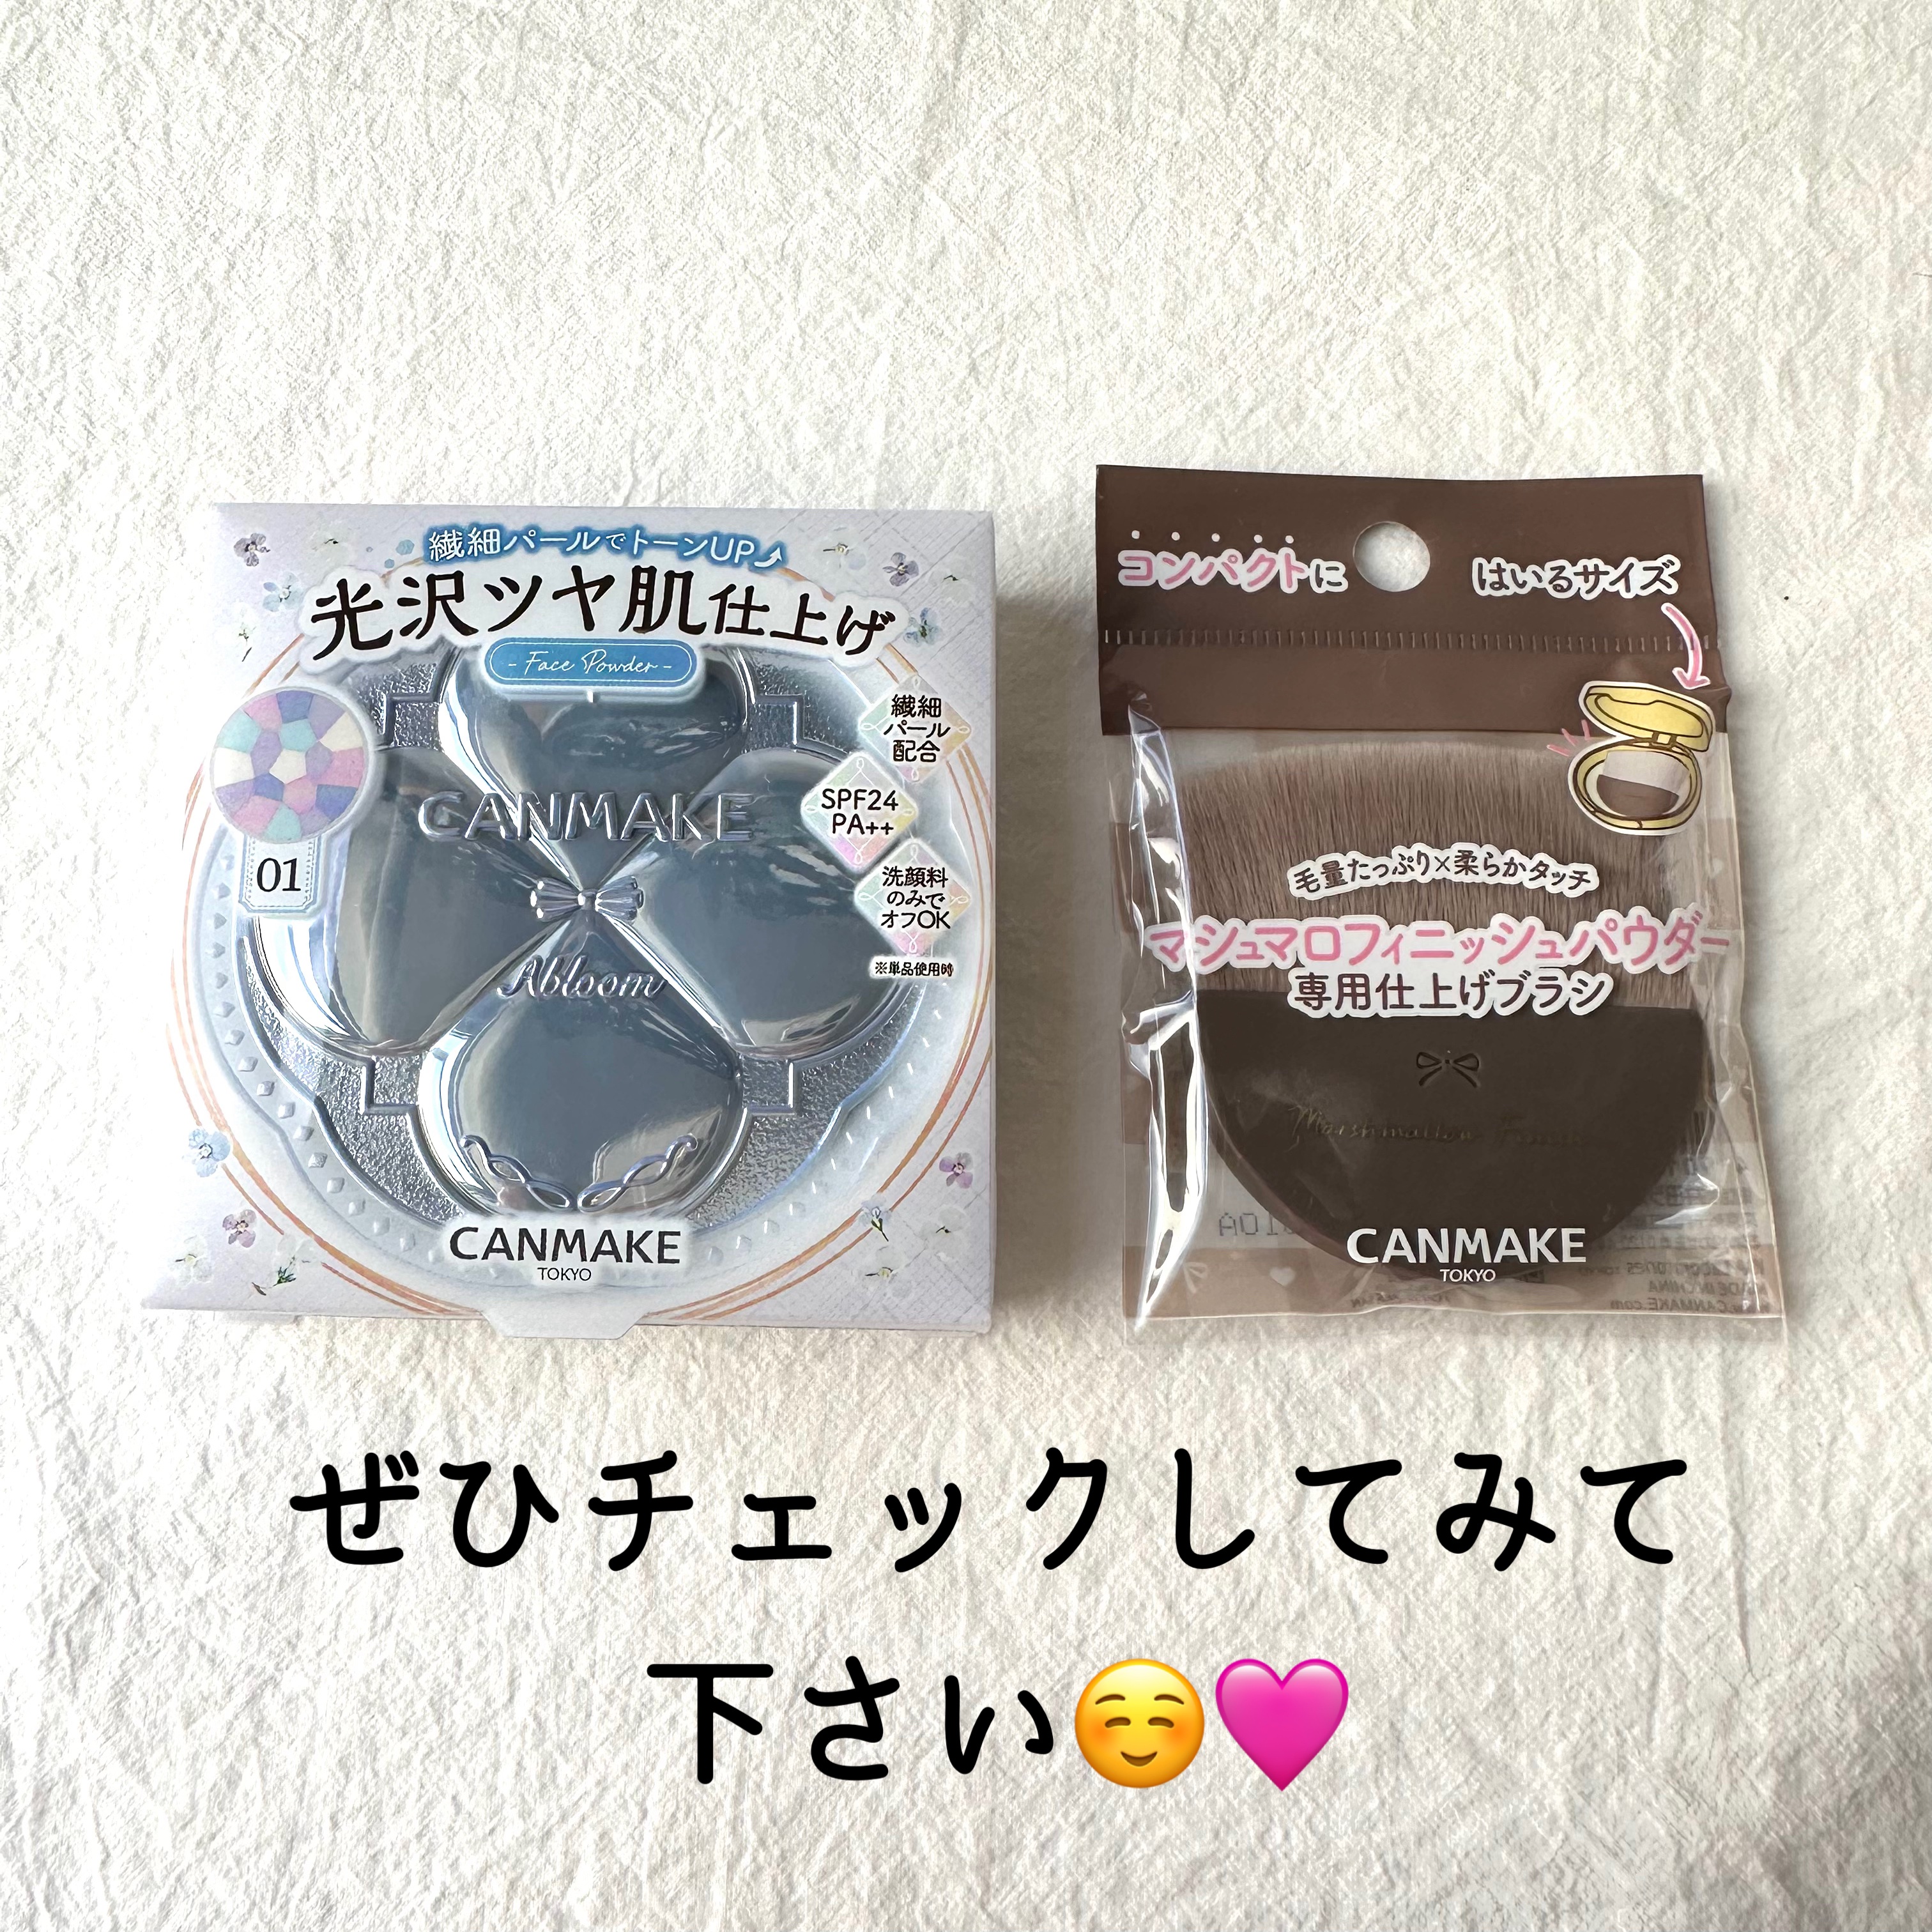 繊細パールでトーンUP
光沢ツヤ肌仕上げ
- Face Powder -
繊細
パール
配合
SPF24
PA++
01
洗顔料
のみで
オフOK
※単品使用時
CANMAKE
Abloom
CANMAKE
TOKYO
コンパクトに はいるサイズ
毛量たっぷり×柔らかタッチ
マシュマロフィニッシュパウダー
専用仕上げブラシ
Marshmallow Finish
CANMAKE
TOKYO
ぜひチェックしてみて
下さい☺️🩷